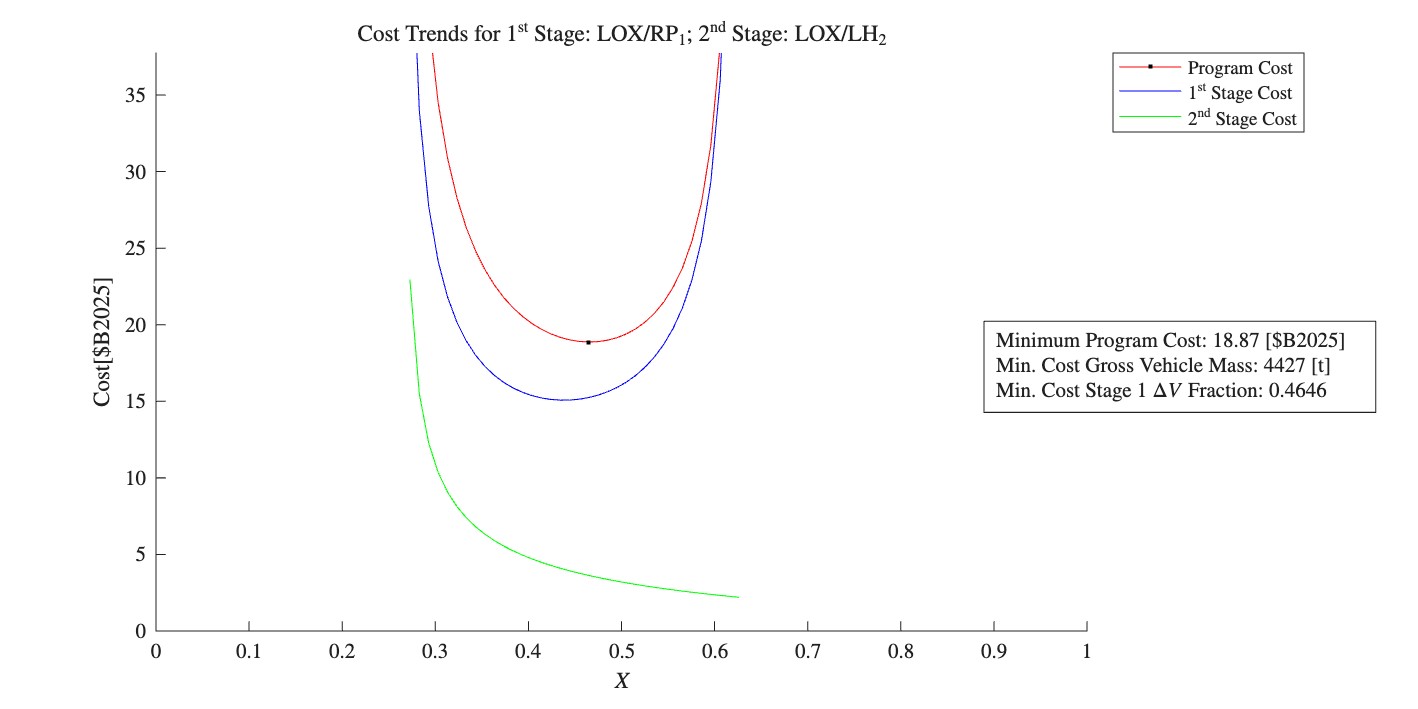 Cost Trends for 1st Stage: LOX/RP1; 2nd Stage: LOX/LH2
Program Cost
1st Stage Cost
2nd Stage Cost
35
30
25
20
15
10
5
0
Cost[$B2025]
Minimum Program Cost: 18.87 [$B2025]
Min. Cost Gross Vehicle Mass: 4427 [t]
Min. Cost Stage 1 ΔV Fraction: 0.4646
0 0.1 0.2 0.3 0.4 0.5 0.6 0.7 0.8 0.9 1
X